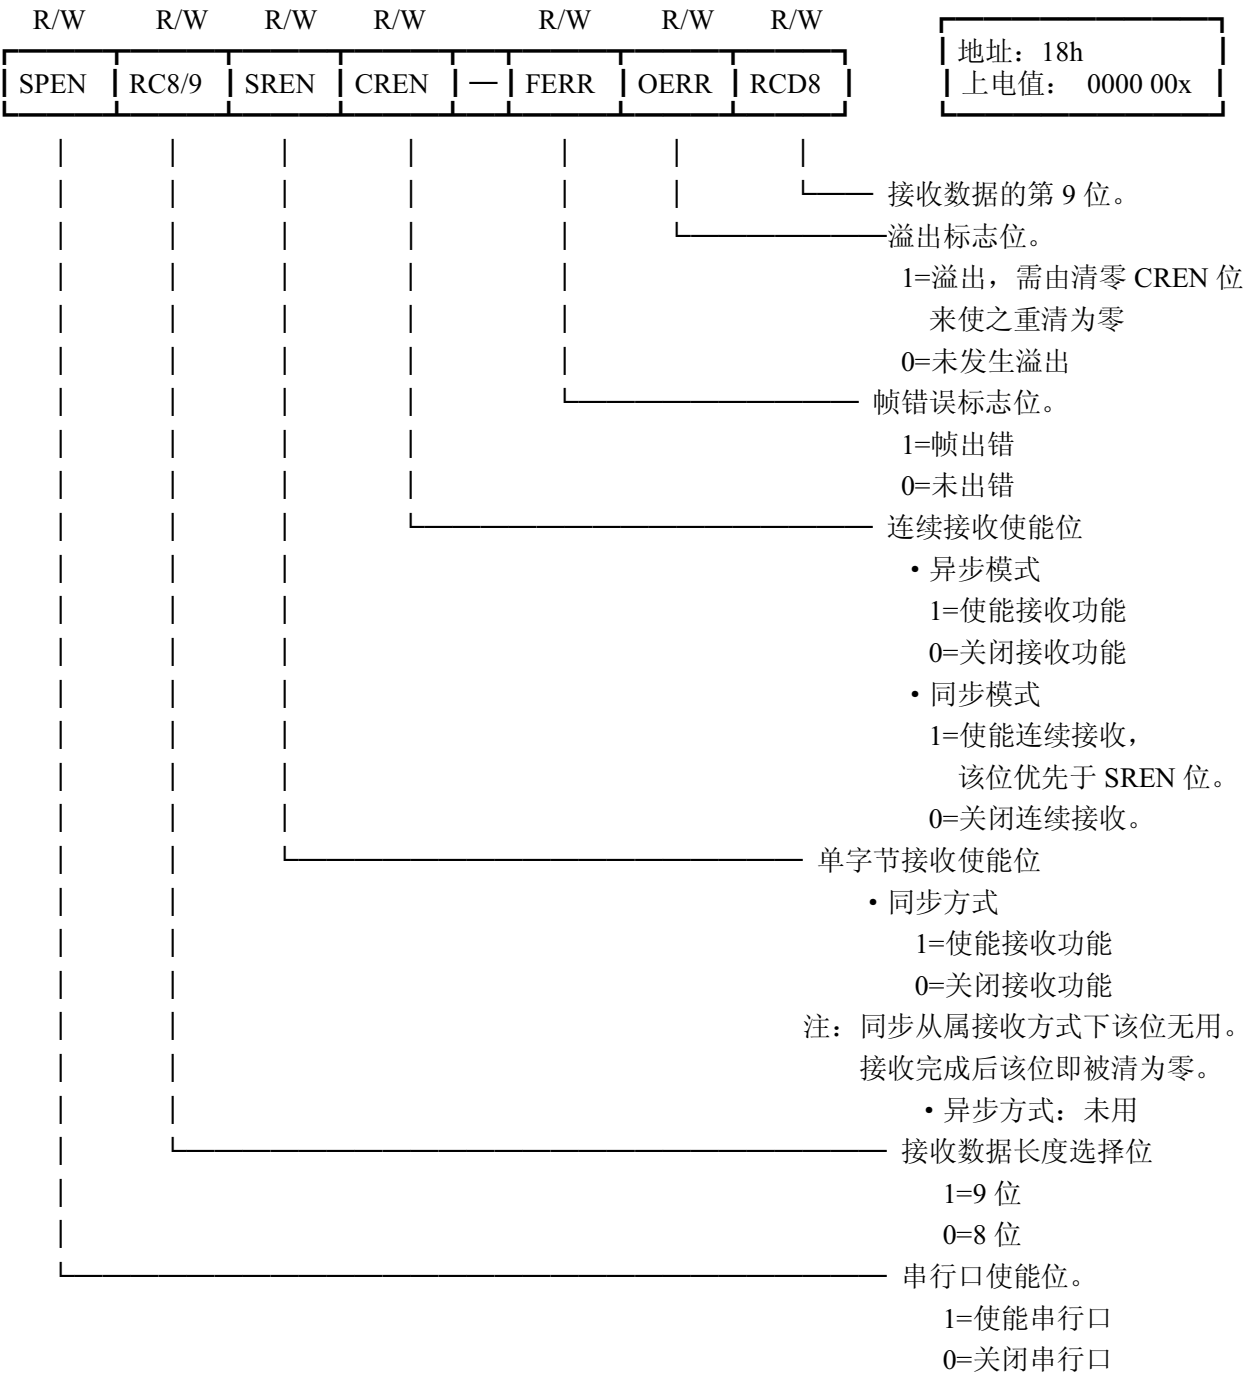 R/W R/W R/W R/W R/W R/W R/W
SPEN RC8/9 SREN CREN — FERR OERR RCD8
地址：18h
上电值： 0000 00x
接收数据的第 9 位。
溢出标志位。
1=溢出，需由清零 CREN 位
来使之重清为零
0=未发生溢出
帧错误标志位。
1=帧出错
0=未出错
连续接收使能位
·异步模式
1=使能接收功能
0=关闭接收功能
·同步模式
1=使能连续接收，
该位优先于 SREN 位。
0=关闭连续接收。
单字节接收使能位
·同步方式
1=使能接收功能
0=关闭接收功能
注：同步从属接收方式下该位无用。
接收完成后该位即被清为零。
·异步方式：未用
接收数据长度选择位
1=9 位
0=8 位
串行口使能位。
1=使能串行口
0=关闭串行口